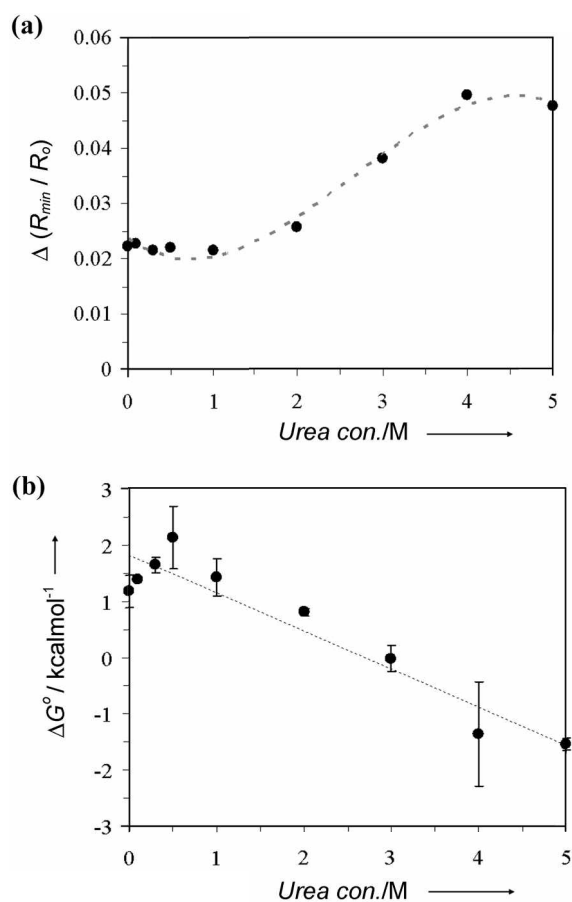 (a)
0.06
0.05
0.04
0.03
0.02
0.01
0
Δ (Rmin / Ro)
0 1 2 3 4 5
Urea con./M
(b)
3
2
1
0
-1
-2
-3
ΔG° / kcalmol⁻¹
0 1 2 3 4 5
Urea con./M